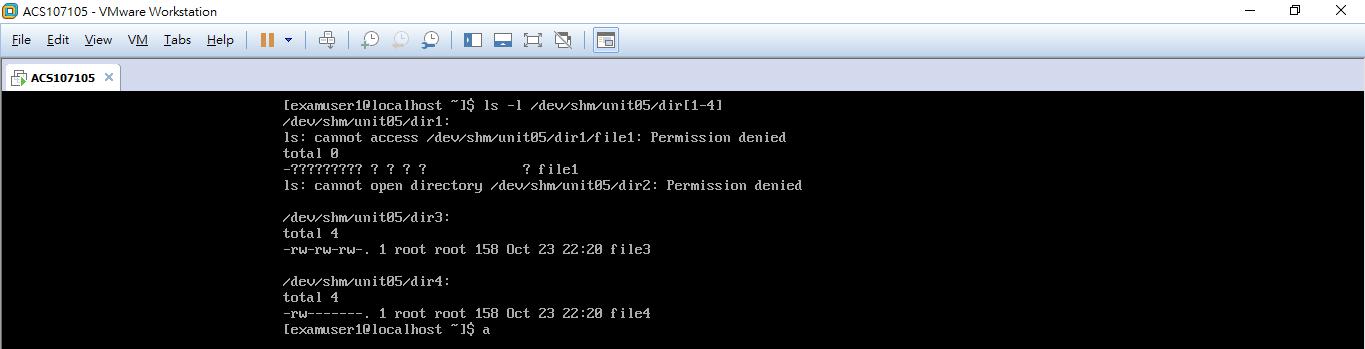 ACS107105 - VMware Workstation
File Edit View VM Tabs Help
ACS107105
[examuser1@localhost ~]$ ls -l /dev/shm/unit05/dir[1-4]
/dev/shm/unit05/dir1:
ls: cannot access /dev/shm/unit05/dir1/file1: Permission denied
total 0
-????????? ? ? ? ?            ? file1
ls: cannot open directory /dev/shm/unit05/dir2: Permission denied
/dev/shm/unit05/dir3:
total 4
-rw-rw-rw-. 1 root root 158 Oct 23 22:20 file3
/dev/shm/unit05/dir4:
total 4
-rw-------. 1 root root 158 Oct 23 22:20 file4
[examuser1@localhost ~]$ a